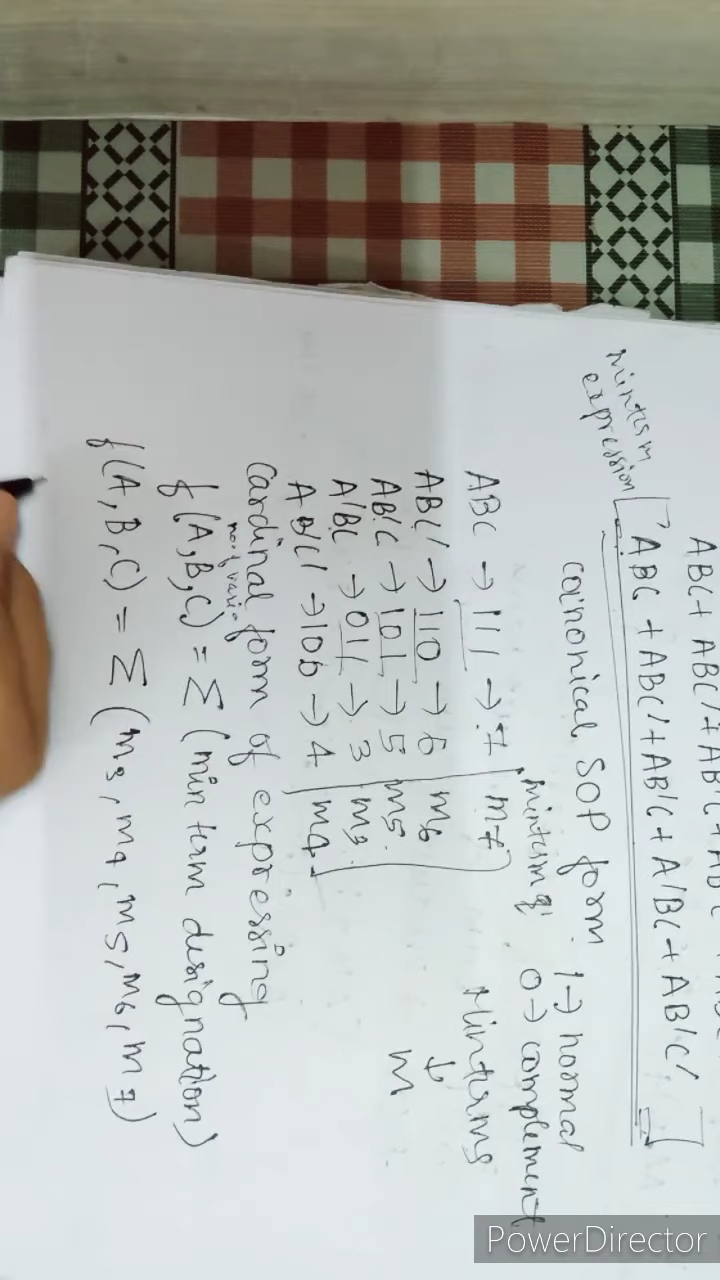 ABC + ABC' + AB'C + AB'C
minterm expression [ABC + ABC' + AB'C + A'BC + AB'C']
canonical SOP form
1 → normal
0 → complement
ABC → 111 → 7 m7
ABC' → 110 → 6 m6
AB'C → 101 → 5 m5
A'BC → 011 → 3 m3
AB'C' → 100 → 4 m4
Minterms
↓
m
Cardinal form of expressing
f(A,B,C) = Σ (min term designation)
f(A,B,C) = Σ (m3, m4, m5, m6, m7)
PowerDirector